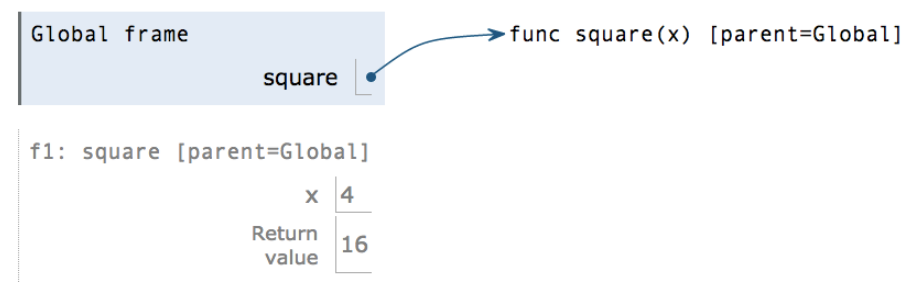 Global frame
func square(x) [parent=Global]
square
f1: square [parent=Global]
x 4
Return
value 16